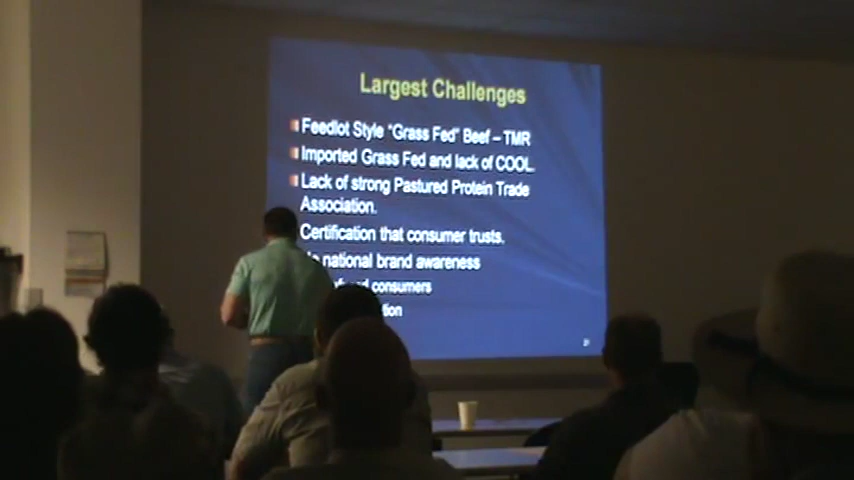 Largest Challenges
Feedlot Style "Grass Fed" Beef – TMR
Imported Grass Fed and lack of COOL.
Lack of strong Pastured Protein Trade
Association.
Certification that consumer trusts.
national brand awareness
consumers